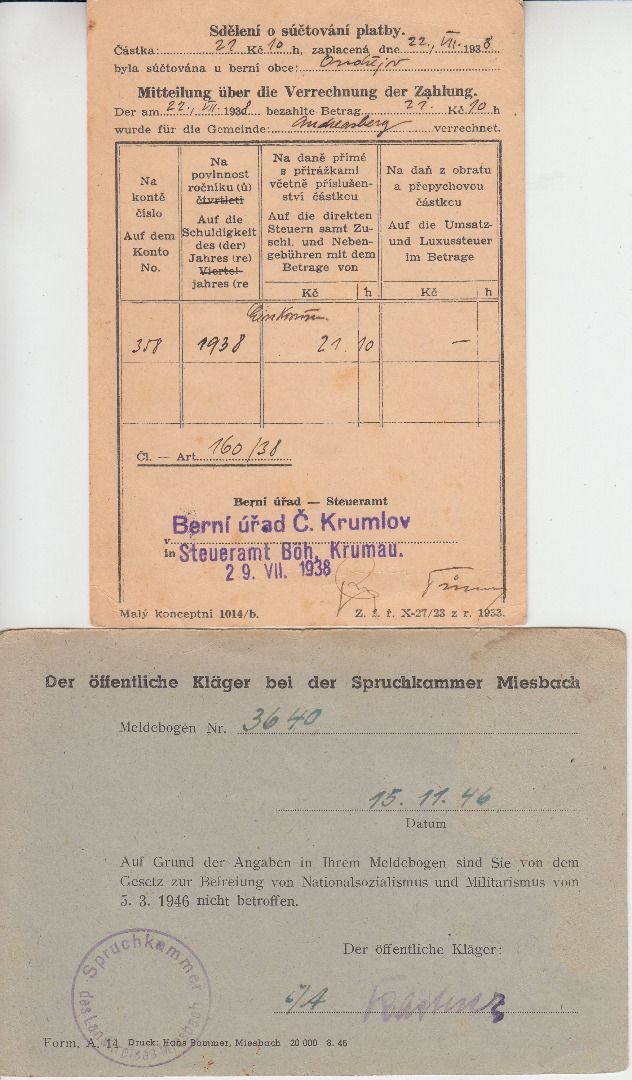 Sdělení o súčtování platby.
Částka: 21 Kč 10 h, zaplacená dne 22., VII. 1938
byla súčtována u berní obce: Ondřejov
Mitteilung über die Verrechnung der Zahlung.
Der am 22., VII. 1938 bezahlte Betrag 21. Kč 10 h
wurde für die Gemeinde: Andreasberg verrechnet.
Na
kontě
číslo
Auf dem
Konto
No.
Na
povinnost
ročníku (ů)
čtvrtletí
Auf die
Schuldigkeit
des (der)
Jahres (re)
Viertel-
jahres (re
Na daně přímé
s přirážkami
včetně příslušen-
ství částkou
Auf die direkten
Steuern samt Zu-
schl. und Neben-
gebühren mit dem
Betrage von
Na daň z obratu
a přepychovou
částkou
Auf die Umsatz-
und Luxussteuer
im Betrage
Kč h Kč h
358 1938 21 10 —
Čl. — Art. 160/38
Berní úřad — Steueramt
Berní úřad Č. Krumlov
v
in Steueramt Böh. Krumau.
29. VII. 1938
Malý konceptní 1014/b. Z. f. ř. X-27/23 z r. 1933.
Der öffentliche Kläger bei der Spruchkammer Miesbach
Meldebogen Nr. 3640
15. 11. 46
Datum
Auf Grund der Angaben in Ihrem Meldebogen sind Sie von dem
Gesetz zur Befreiung von Nationalsozialismus und Militarismus vom
5. 3. 1946 nicht betroffen.
Der öffentliche Kläger:
i/A
Spruchkammer
des Landkreises Miesbach
Form. A. 14 Druck: Hans Bommer, Miesbach 20 000 8. 46